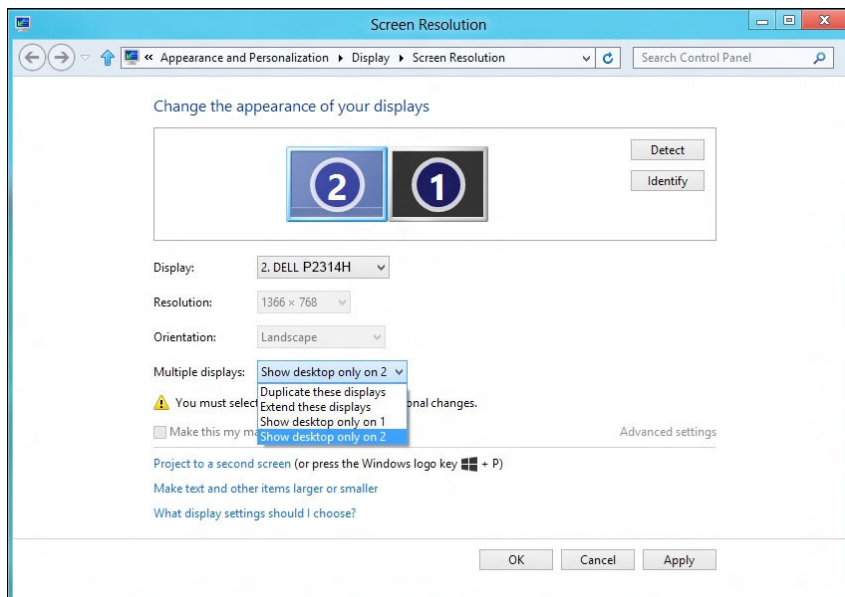 Screen Resolution
« Appearance and Personalization ▸ Display ▸ Screen Resolution
Search Control Panel
Change the appearance of your displays
2
1
Detect
Identify
Display:
2. DELL P2314H
Resolution:
1366 × 768
Orientation:
Landscape
Multiple displays:
Show desktop only on 2
Duplicate these displays
Extend these displays
Show desktop only on 1
Show desktop only on 2
You must select
onal changes.
Make this my m
Advanced settings
Project to a second screen (or press the Windows logo key + P)
Make text and other items larger or smaller
What display settings should I choose?
OK
Cancel
Apply